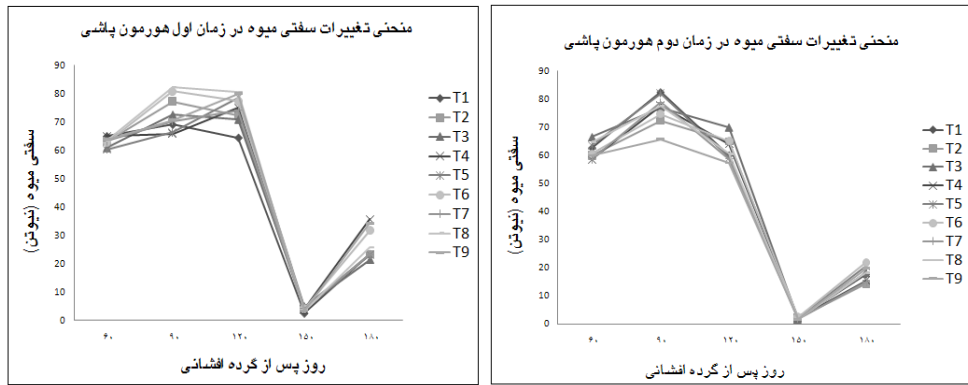 منحنی تغییرات سفتی میوه در زمان اول هورمون پاشی
سفتی میوه (نیوتن)
90
80
70
60
50
40
30
20
10
0
۶۰ ۹۰ ۱۲۰ ۱۵۰ ۱۸۰
روز پس از گرده افشانی
T1
T2
T3
T4
T5
T6
T7
T8
T9
منحنی تغییرات سفتی میوه در زمان دوم هورمون پاشی
سفتی میوه (نیوتن)
90
80
70
60
50
40
30
20
10
0
۶۰ ۹۰ ۱۲۰ ۱۵۰ ۱۸۰
روز پس از گرده افشانی
T1
T2
T3
T4
T5
T6
T7
T8
T9